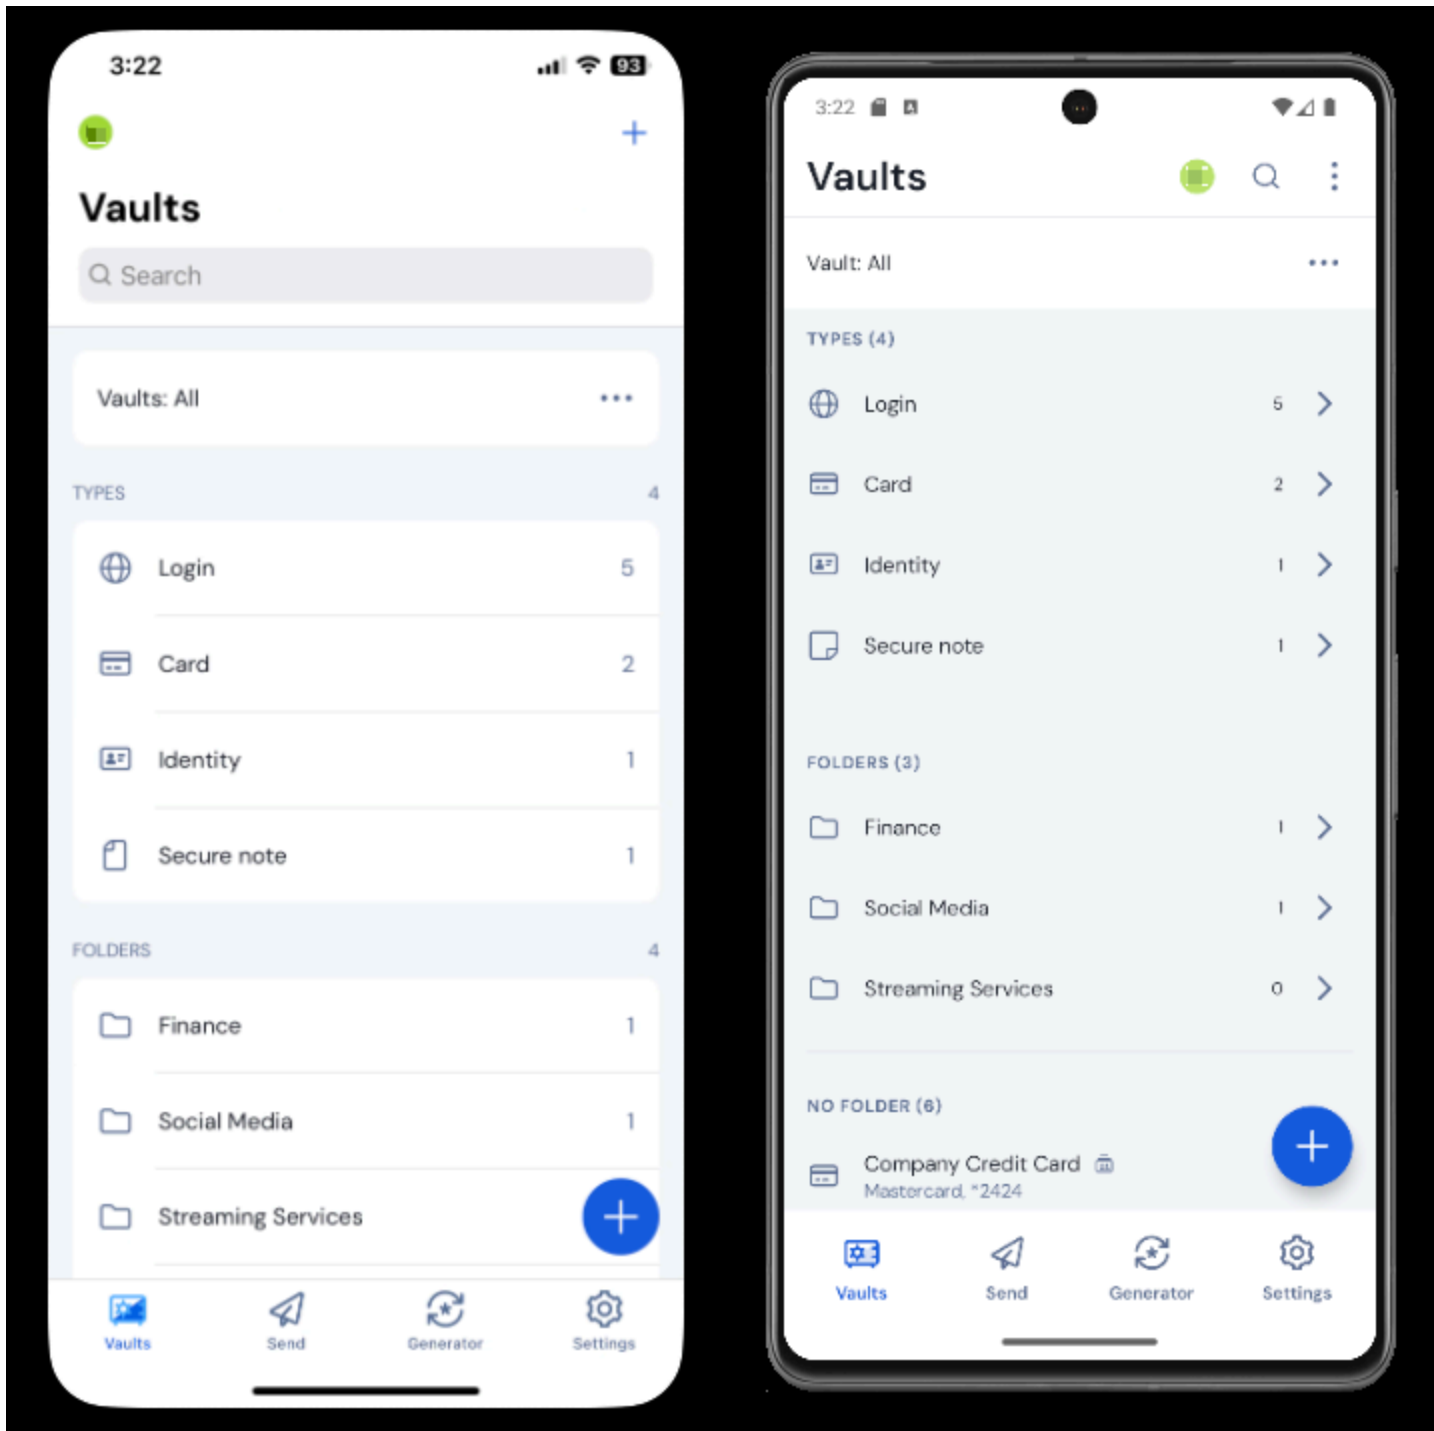 3:22
93
Vaults
Search
Vaults: All
TYPES 4
Login 5
Card 2
Identity 1
Secure note 1
FOLDERS 4
Finance 1
Social Media 1
Streaming Services
Vaults Send Generator Settings
3:22
Vaults
Vault: All
TYPES (4)
Login 5
Card 2
Identity 1
Secure note 1
FOLDERS (3)
Finance 1
Social Media 1
Streaming Services 0
NO FOLDER (6)
Company Credit Card
Mastercard, *2424
Vaults Send Generator Settings